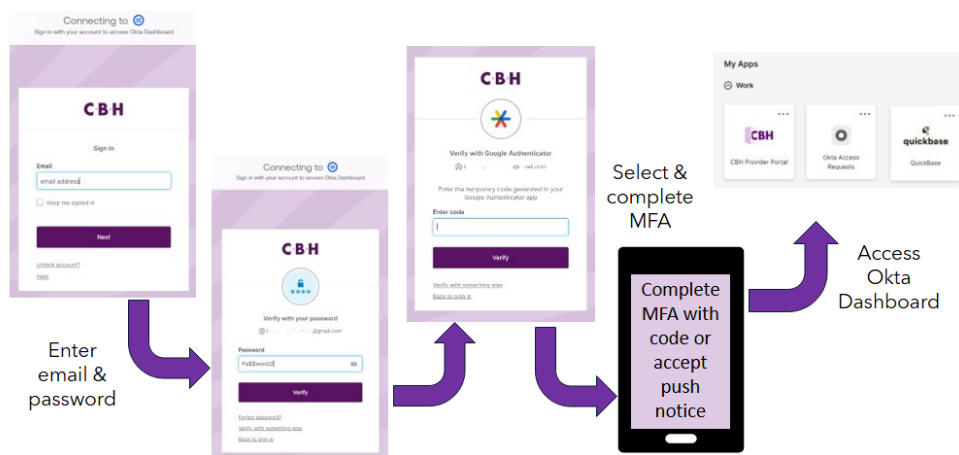 Connecting to
Sign in with your account to access Okta Dashboard
C·B·H
Sign In
Email
email address
Keep me signed in
Next
Unlock account?
Help
Enter
email &
password
Connecting to
Sign in with your account to access Okta Dashboard
C·B·H
Verify with your password
@gmail.com
Password
Pa$$word2!
Verify
Forgot password?
Verify with something else
Back to sign in
C·B·H
Verify with Google Authenticator
Enter the temporary code generated in your
Google Authenticator app
Enter code
Verify
Verify with something else
Back to sign in
Select &
complete
MFA
Complete
MFA with
code or
accept
push
notice
My Apps
Work
CBH
CBH Provider Portal
Okta Access
Requests
quickbase
QuickBase
Access
Okta
Dashboard